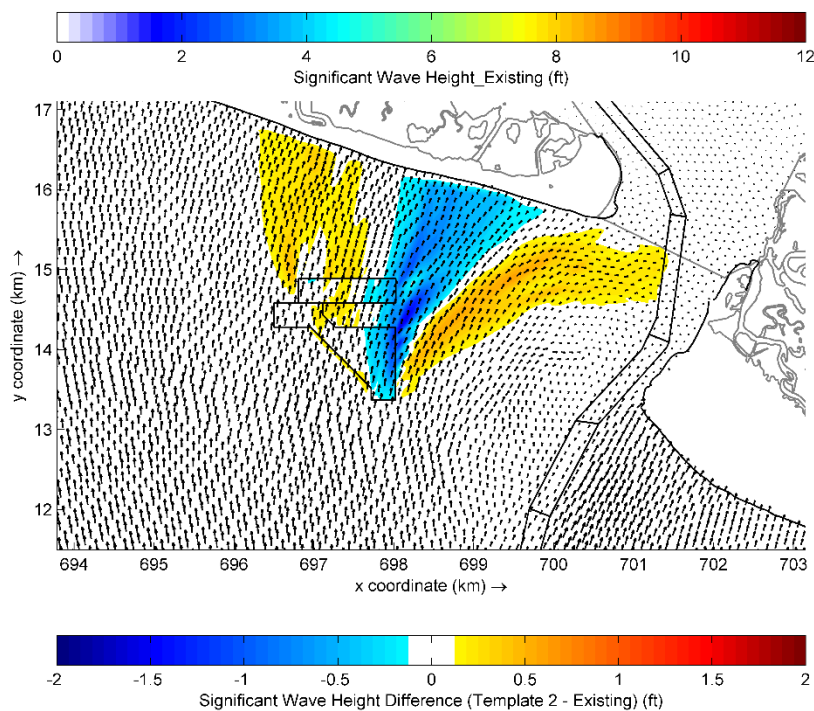 0 2 4 6 8 10 12
Significant Wave Height_Existing (ft)
17
16
15
14
13
12
y coordinate (km) →
694 695 696 697 698 699 700 701 702 703
x coordinate (km) →
-2 -1.5 -1 -0.5 0 0.5 1 1.5 2
Significant Wave Height Difference (Template 2 - Existing) (ft)